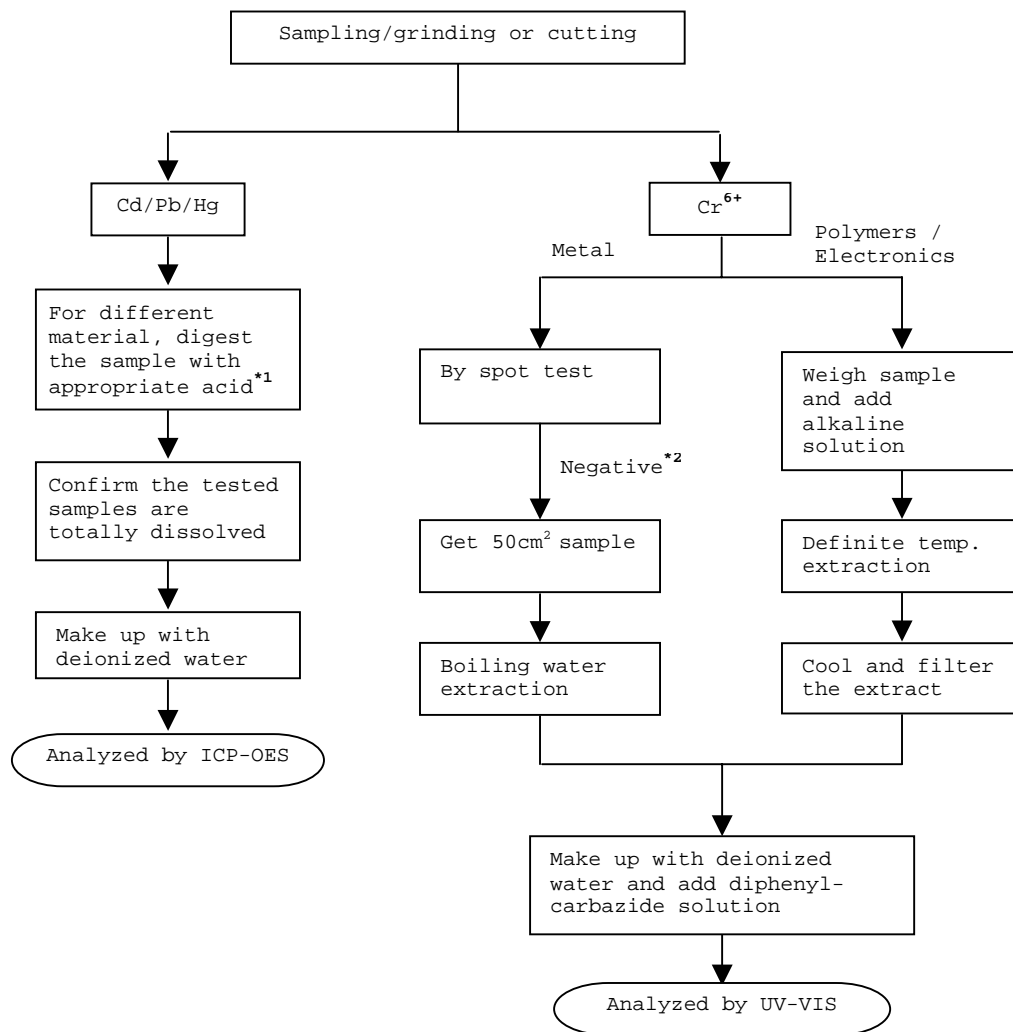 Sampling/grinding or cutting
Cd/Pb/Hg
Cr6+
Metal
Polymers /
Electronics
For different
material, digest
the sample with
appropriate acid*1
Confirm the tested
samples are
totally dissolved
Make up with
deionized water
Analyzed by ICP-OES
By spot test
Negative*2
Get 50cm2 sample
Boiling water
extraction
Weigh sample
and add
alkaline
solution
Definite temp.
extraction
Cool and filter
the extract
Make up with deionized
water and add diphenyl-
carbazide solution
Analyzed by UV-VIS